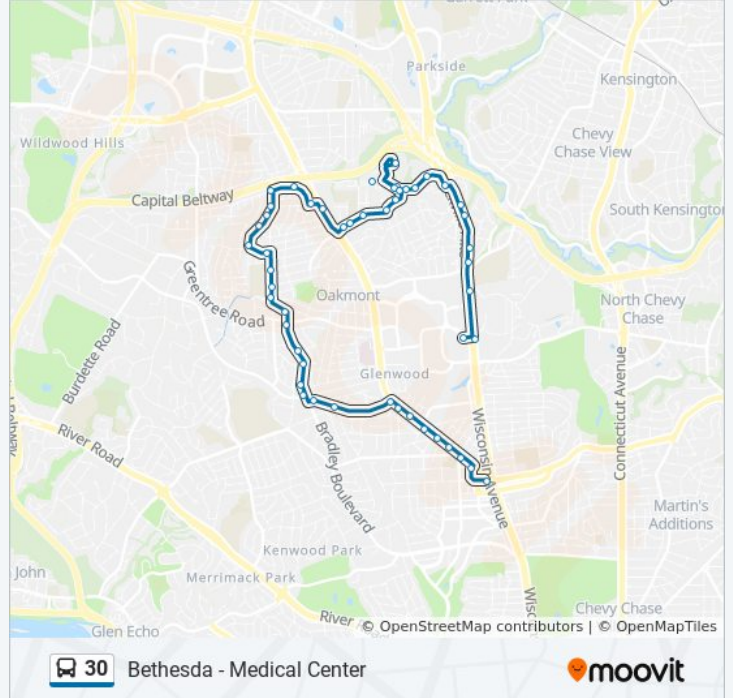 Garrett Park
Parkside
Kensington
Wildwood Hills
Chevy
Chase View
Capital Beltway
South Kensington
Greentree Road
Oakmont
North Chevy
Chase
Burdette Road
Glenwood
Connecticut Avenue
River Road
Bradley Boulevard
Wisconsin Avenue
Martin's
Additions
Kenwood Park
John
Merrimack Park
Chevy Chase
River
Wisc
Glen Echo
© OpenStreetMap contributors | © OpenMapTiles
30 Bethesda - Medical Center
moovit